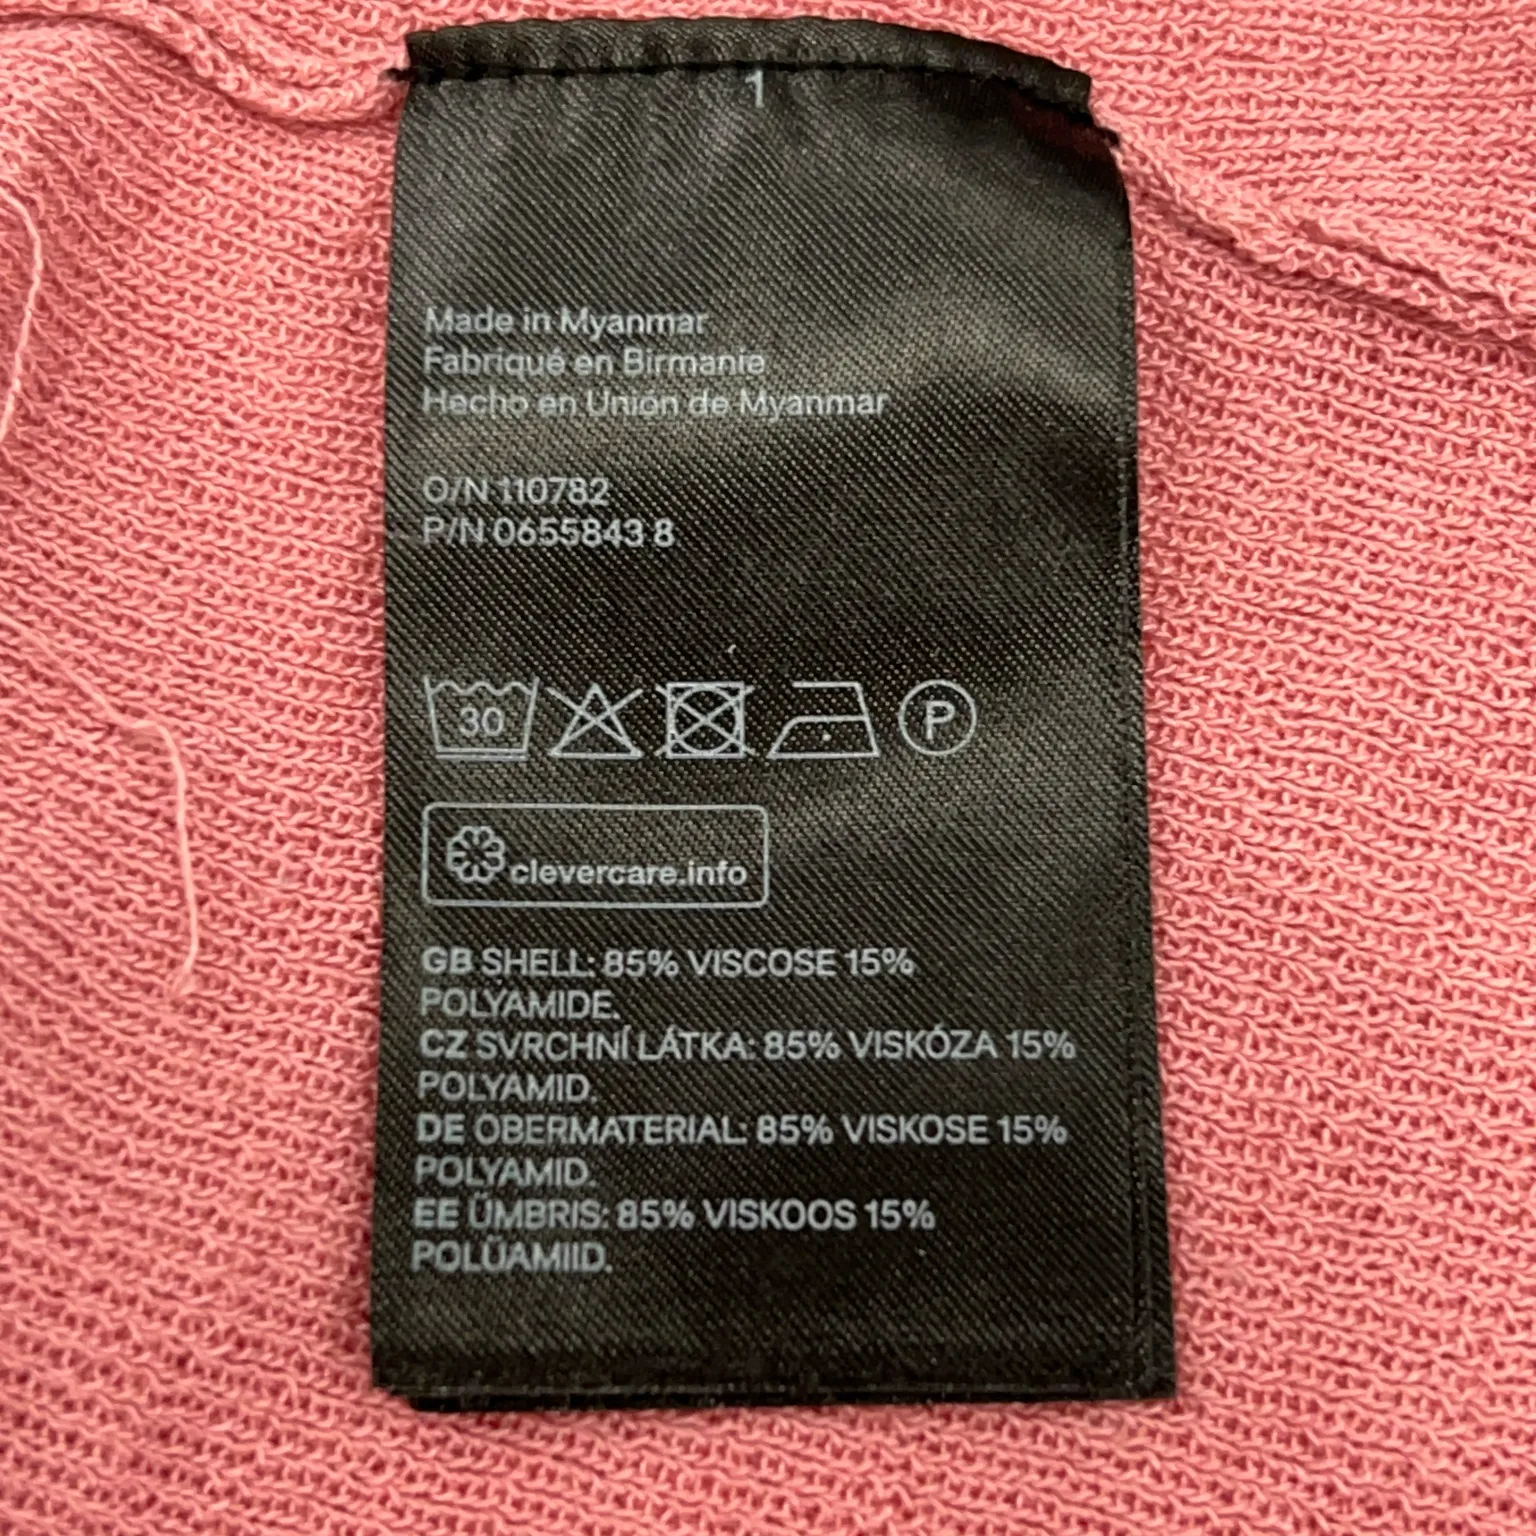 1
Made in Myanmar
Fabriqué en Birmanie
Hecho en Unión de Myanmar
O/N 110782
P/N 0655843 8
30
P
clevercare.info
GB SHELL: 85% VISCOSE 15%
POLYAMIDE.
CZ SVRCHNÍ LÁTKA: 85% VISKÓZA 15%
POLYAMID.
DE OBERMATERIAL: 85% VISKOSE 15%
POLYAMID.
EE ÜMBRIS: 85% VISKOOS 15%
POLÜAMIID.